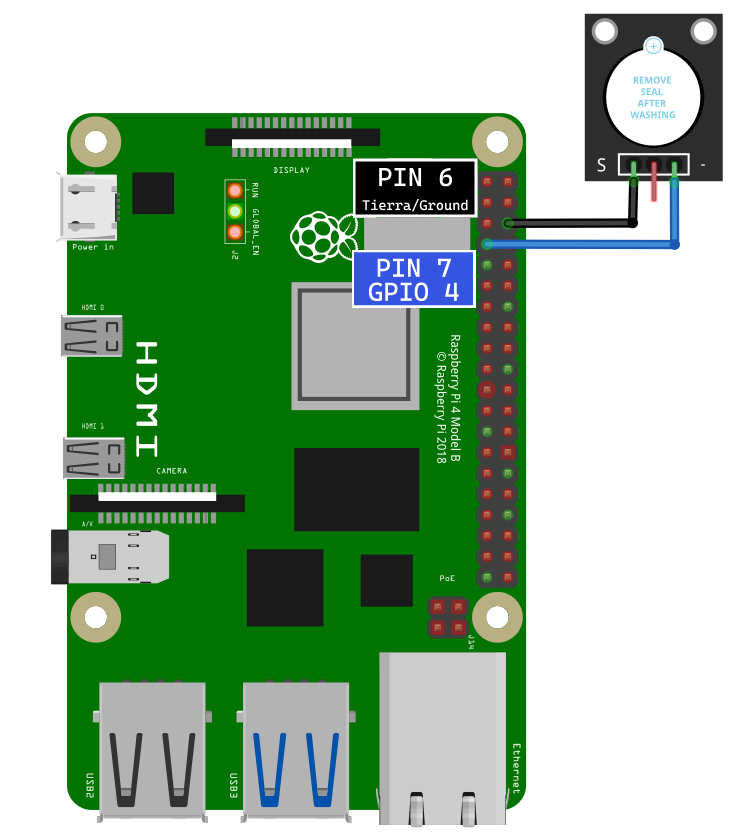 REMOVE
SEAL
AFTER
WASHING
S
-
DISPLAY
PIN 6
Tierra/Ground
RUN
GLOBAL_EN
J2
Power in
PIN 7
GPIO 4
HDMI 0
HDMI
Raspberry Pi 4 Model B
© Raspberry Pi 2018
HDMI 1
CAMERA
A/V
PoE
J14
USB2
USB3
Ethernet